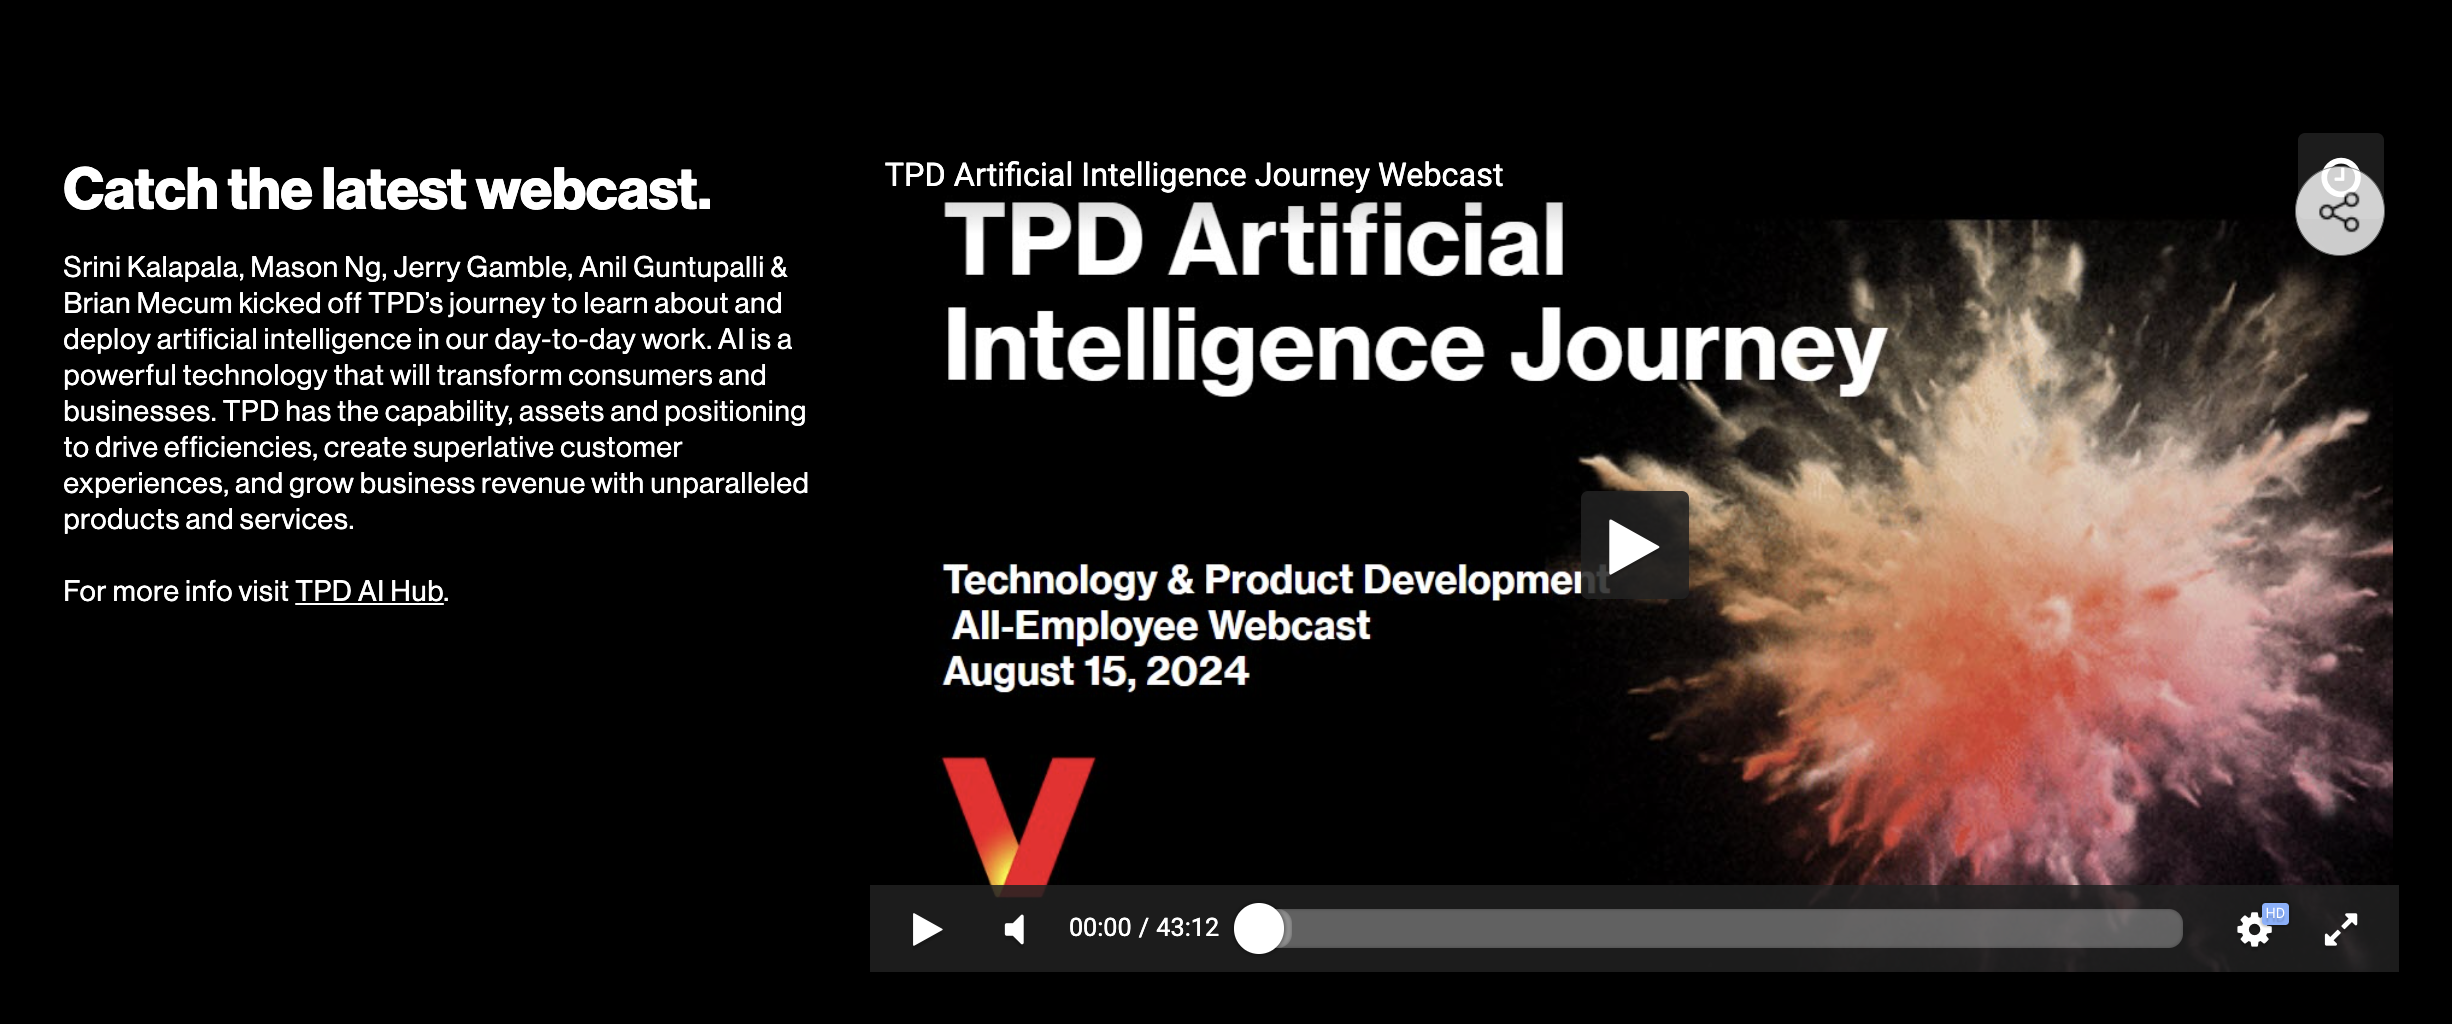 Catch the latest webcast.
Srini Kalapala, Mason Ng, Jerry Gamble, Anil Guntupalli &
Brian Mecum kicked off TPD’s journey to learn about and
deploy artificial intelligence in our day-to-day work. AI is a
powerful technology that will transform consumers and
businesses. TPD has the capability, assets and positioning
to drive efficiencies, create superlative customer
experiences, and grow business revenue with unparalleled
products and services.
For more info visit TPD AI Hub.
TPD Artificial Intelligence Journey Webcast
TPD Artificial
Intelligence Journey
Technology & Product Development
All-Employee Webcast
August 15, 2024
00:00 / 43:12
HD